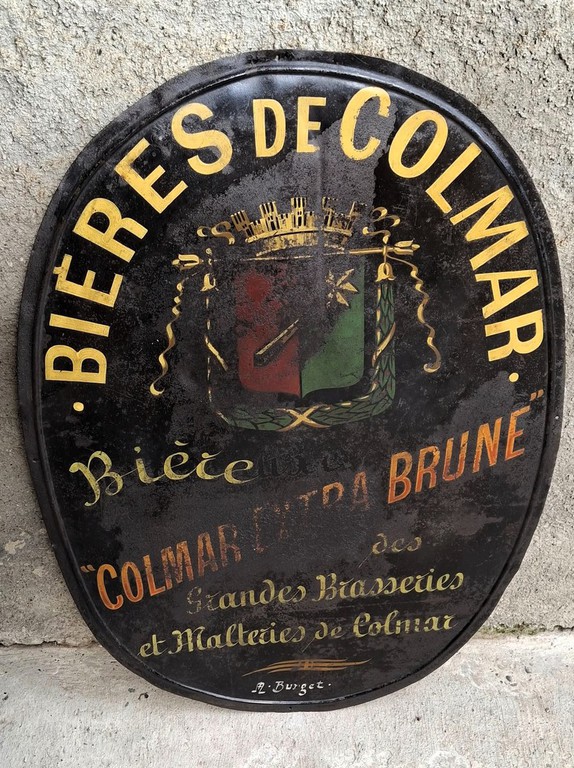 · BIÈRES DE COLMAR ·
Bière
"COLMAR EXTRA BRUNE"
des
Grandes Brasseries
et Malteries de Colmar
A. Burget.